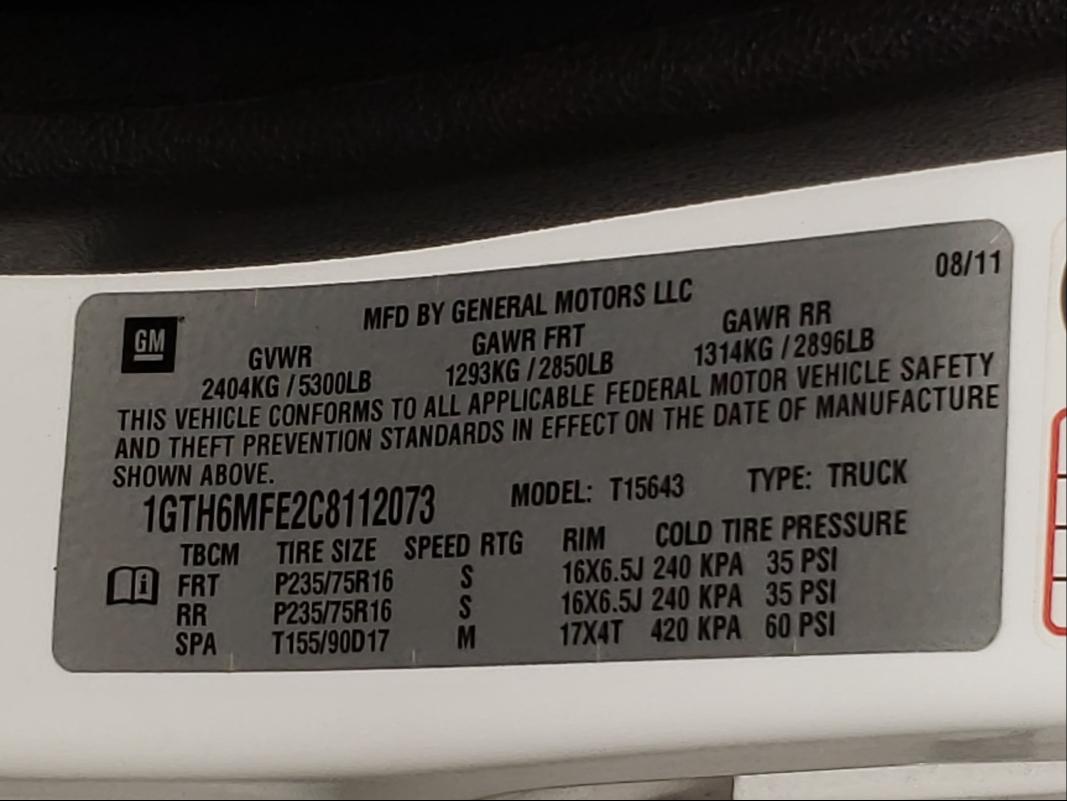 08/11
GM
MFD BY GENERAL MOTORS LLC
GVWR GAWR FRT GAWR RR
2404KG / 5300LB 1293KG / 2850LB 1314KG / 2896LB
THIS VEHICLE CONFORMS TO ALL APPLICABLE FEDERAL MOTOR VEHICLE SAFETY
AND THEFT PREVENTION STANDARDS IN EFFECT ON THE DATE OF MANUFACTURE
SHOWN ABOVE.
1GTH6MFE2C8112073 MODEL: T15643 TYPE: TRUCK
TBCM TIRE SIZE SPEED RTG RIM COLD TIRE PRESSURE
FRT P235/75R16 S 16X6.5J 240 KPA 35 PSI
RR P235/75R16 S 16X6.5J 240 KPA 35 PSI
SPA T155/90D17 M 17X4T 420 KPA 60 PSI